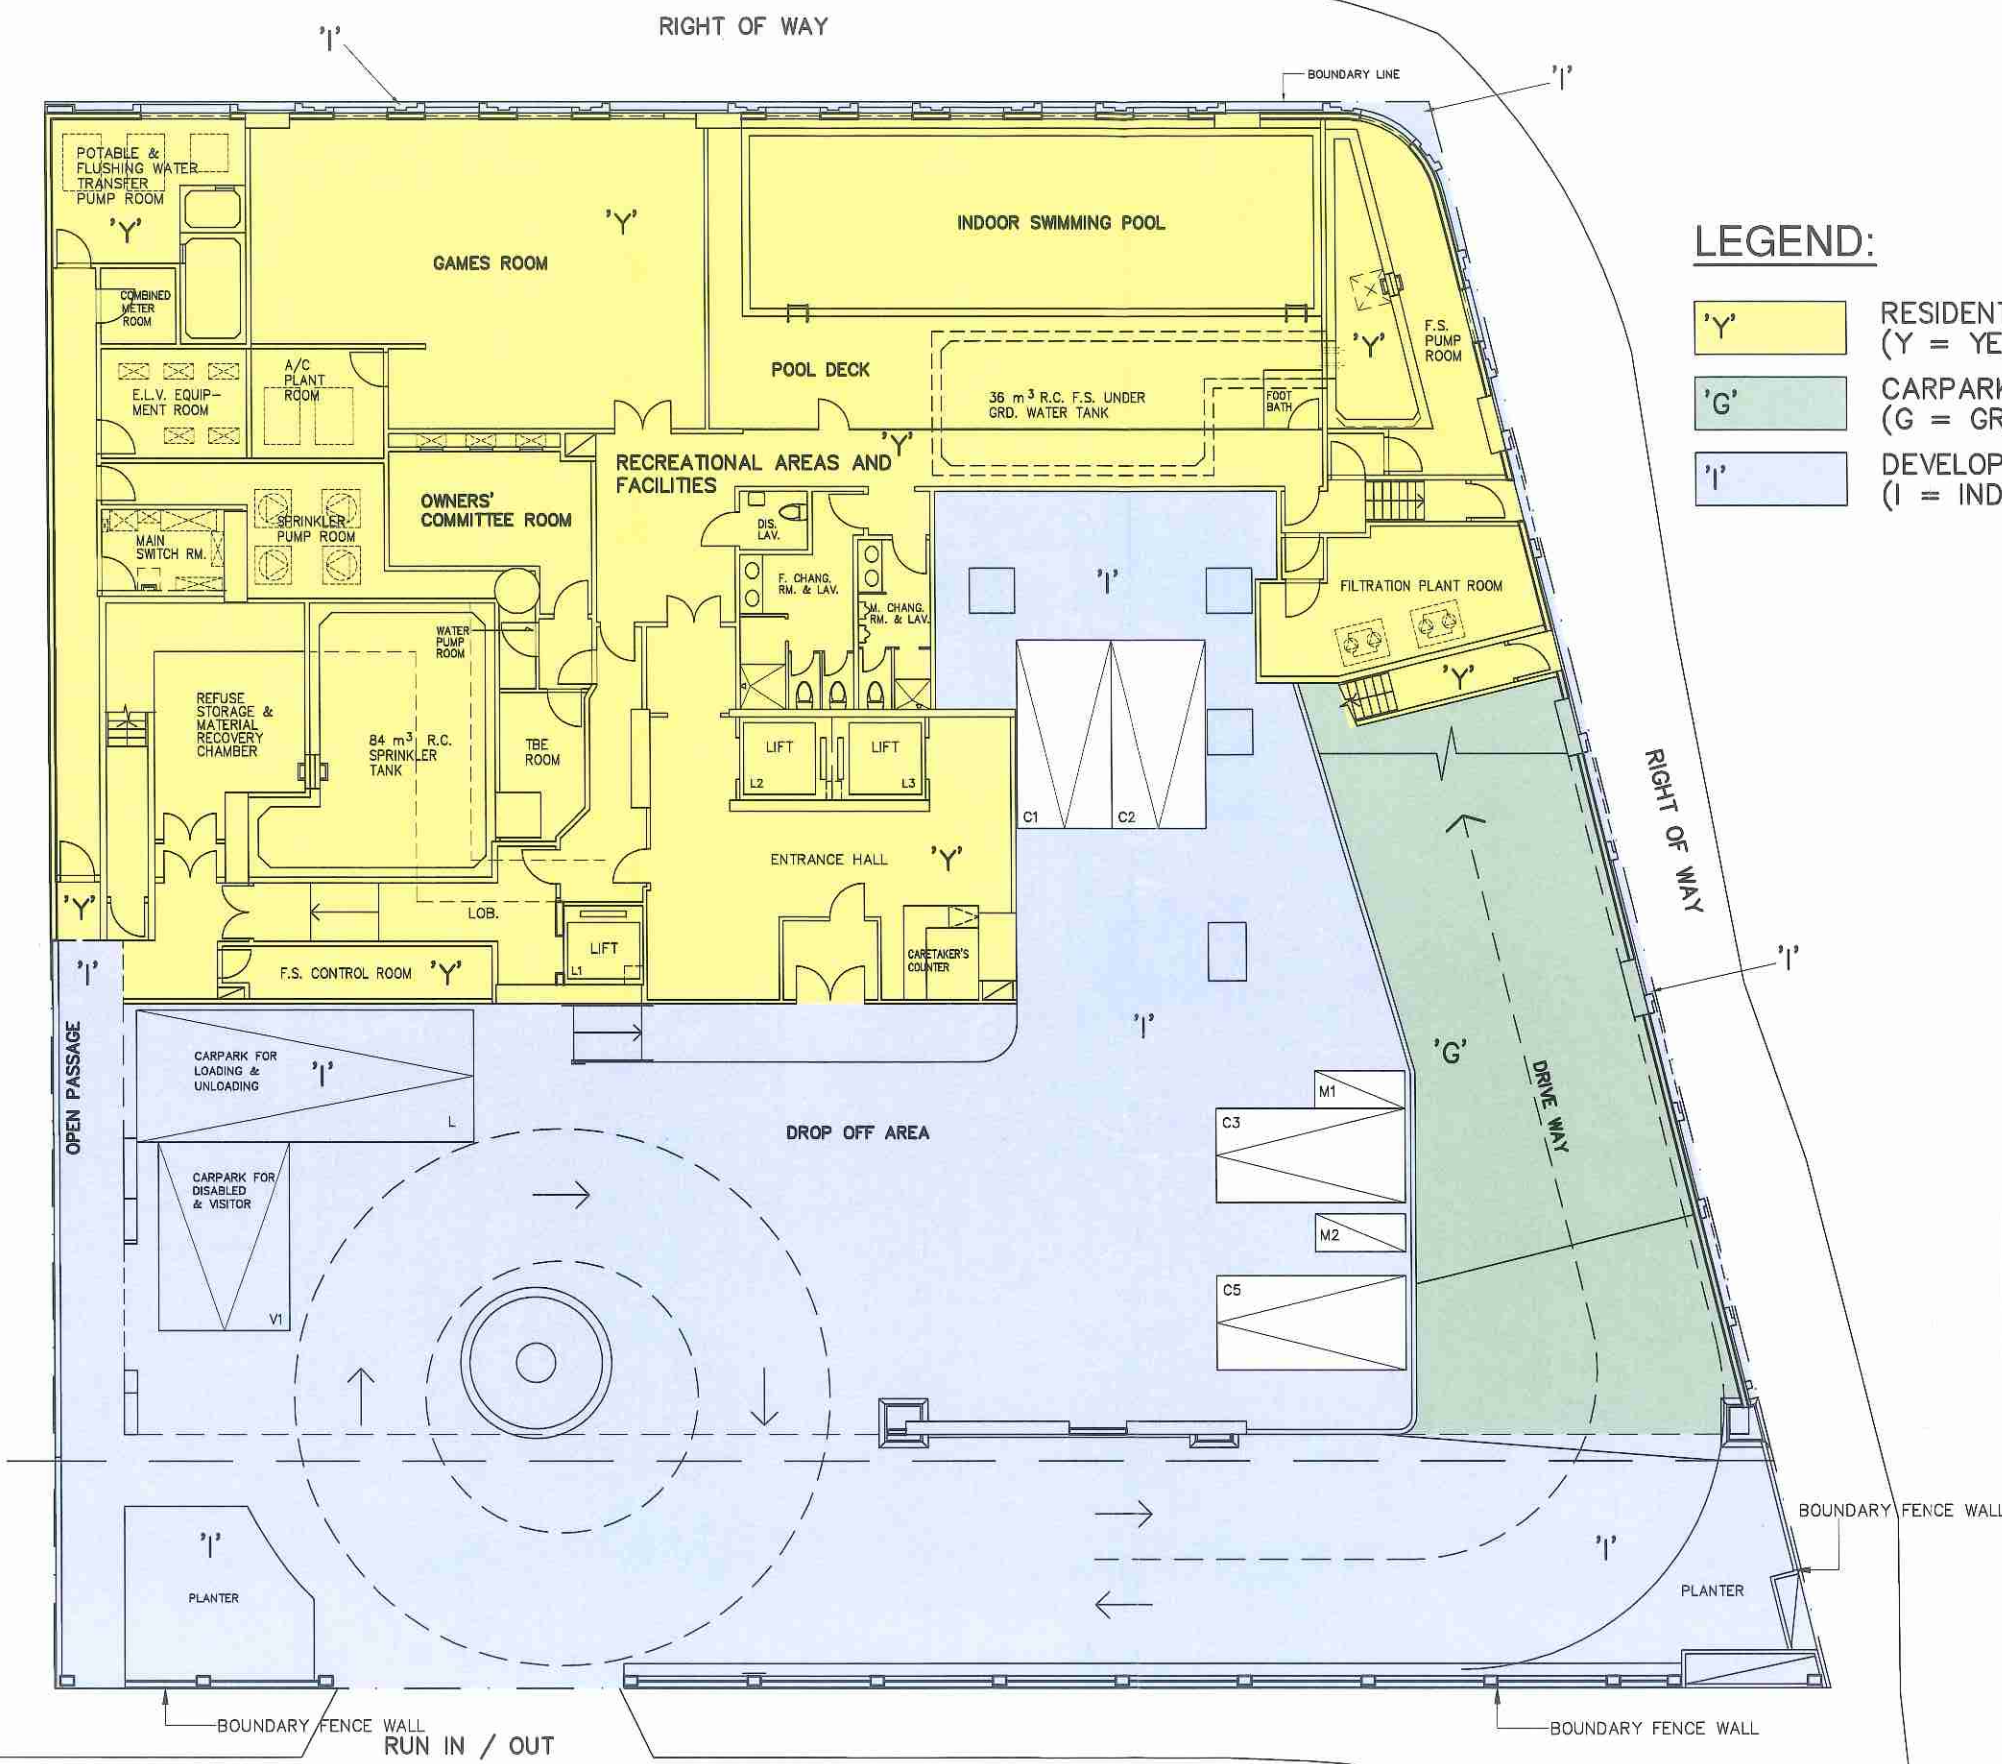 RIGHT OF WAY
'I'
BOUNDARY LINE
'I'
POTABLE &
FLUSHING WATER
TRANSFER
PUMP ROOM
'Y'
'Y'
GAMES ROOM
INDOOR SWIMMING POOL
LEGEND:
'Y'
RESIDENT
(Y = YE
'G'
CARPARK
(G = GR
'I'
DEVELOP
(I = IND
COMBINED
METER
ROOM
A/C
PLANT
ROOM
E.L.V. EQUIP-
MENT ROOM
POOL DECK
36 m3 R.C. F.S. UNDER
GRD. WATER TANK
FOOT
BATH
'Y'
F.S.
PUMP
ROOM
'Y'
RECREATIONAL AREAS AND
FACILITIES
OWNERS'
COMMITTEE ROOM
SPRINKLER
PUMP ROOM
MAIN
SWITCH RM.
DIS.
LAV.
F. CHANG.
RM. & LAV.
M. CHANG.
RM. & LAV.
'I'
FILTRATION PLANT ROOM
'Y'
WATER
PUMP
ROOM
REFUSE
STORAGE &
MATERIAL
RECOVERY
CHAMBER
84 m3 R.C.
SPRINKLER
TANK
TBE
ROOM
LIFT
L2
LIFT
L3
C1
C2
RIGHT OF WAY
ENTRANCE HALL
'Y'
'Y'
LOB.
LIFT
L1
CARETAKER'S
COUNTER
F.S. CONTROL ROOM
'Y'
'I'
'I'
OPEN PASSAGE
CARPARK FOR
LOADING &
UNLOADING
'I'
L
'I'
'G'
DRIVE WAY
M1
C3
DROP OFF AREA
CARPARK FOR
DISABLED
& VISITOR
V1
M2
C5
'I'
PLANTER
'I'
PLANTER
BOUNDARY FENCE WALL
BOUNDARY FENCE WALL
RUN IN / OUT
BOUNDARY FENCE WALL